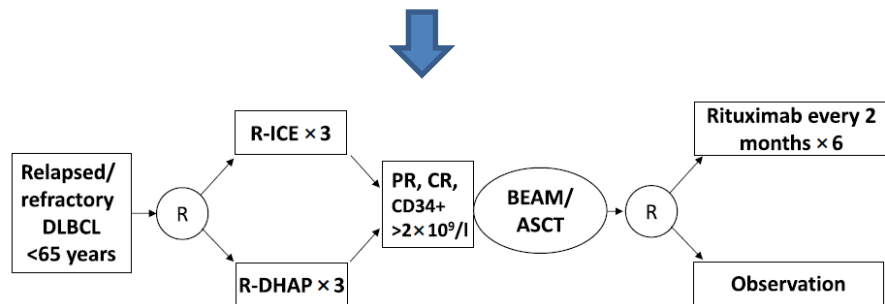 Relapsed/
refractory
DLBCL
<65 years
R
R-ICE × 3
R-DHAP × 3
PR, CR,
CD34+
>2× 10⁹/l
BEAM/
ASCT
R
Rituximab every 2
months × 6
Observation